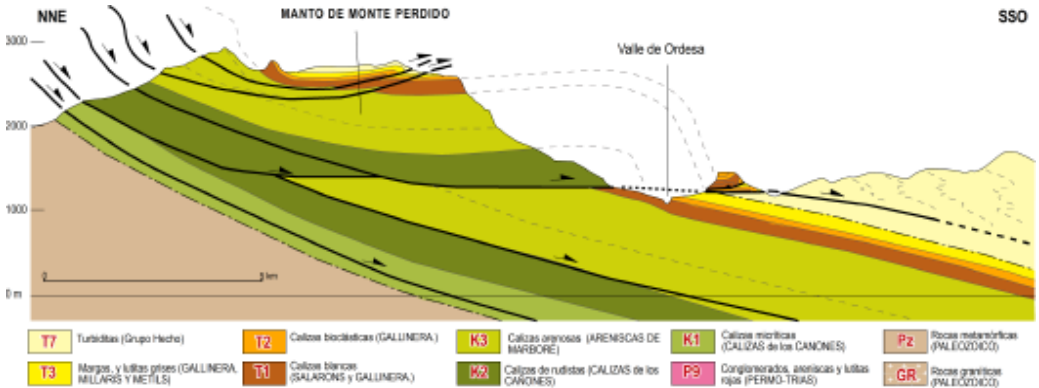 NNE
MANTO DE MONTE PERDIDO
SSO
3000
Valle de Ordesa
2000
1000
0 m
0 3 km
T7 Turbiditas (Grupo Hecho)
T2 Calizas bioclásticas (GALLINERA.)
K3 Calizas arenosas (ARENISCAS DE MARBORÉ)
K1 Calizas micríticas (CALIZAS de los CAÑONES)
Pz Rocas metamórficas (PALEOZOICO)
T3 Margas, y lutitas grises (GALLINERA, MILLARIS Y METILS)
T1 Calizas blancas (SALARONS y GALLINERA.)
K2 Calizas de rudistas (CALIZAS de los CAÑONES)
P9 Conglomerados, areniscas y lutitas rojas (PERMO-TRIAS)
GR Rocas graníticas (PALEOZOICO)